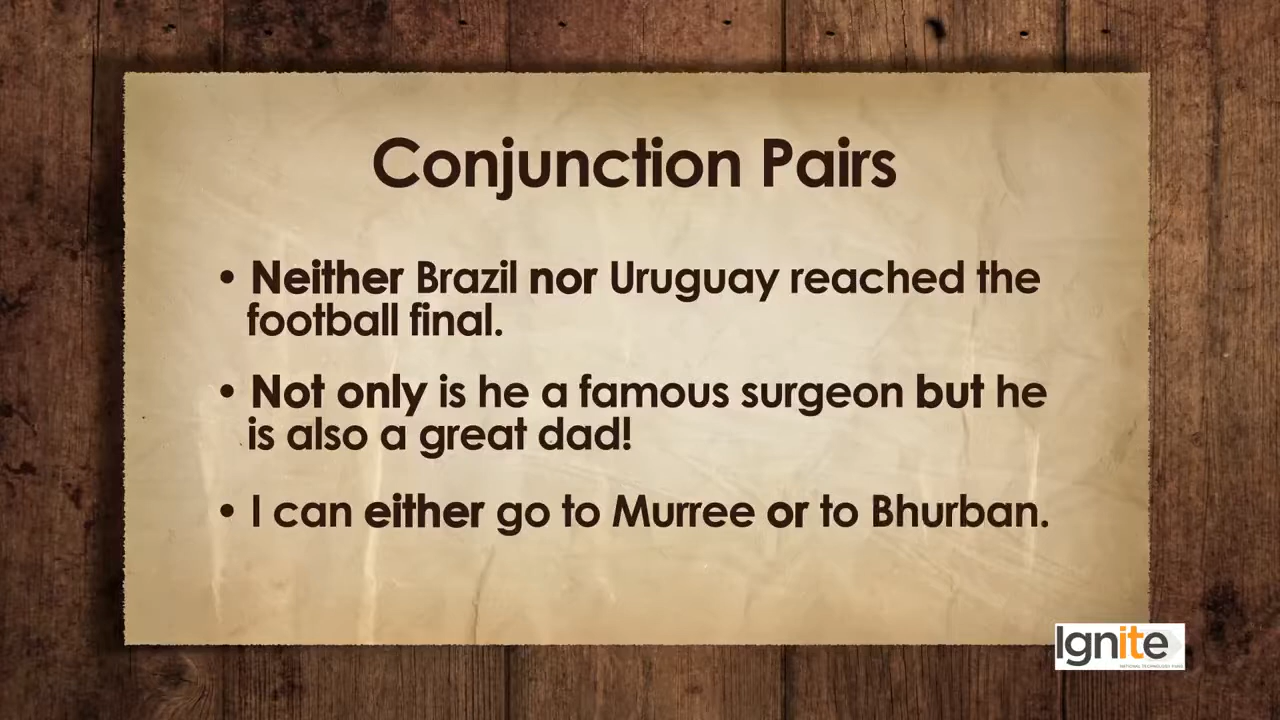 Conjunction Pairs
• Neither Brazil nor Uruguay reached the
football final.
• Not only is he a famous surgeon but he
is also a great dad!
• I can either go to Murree or to Bhurban.
Ignite